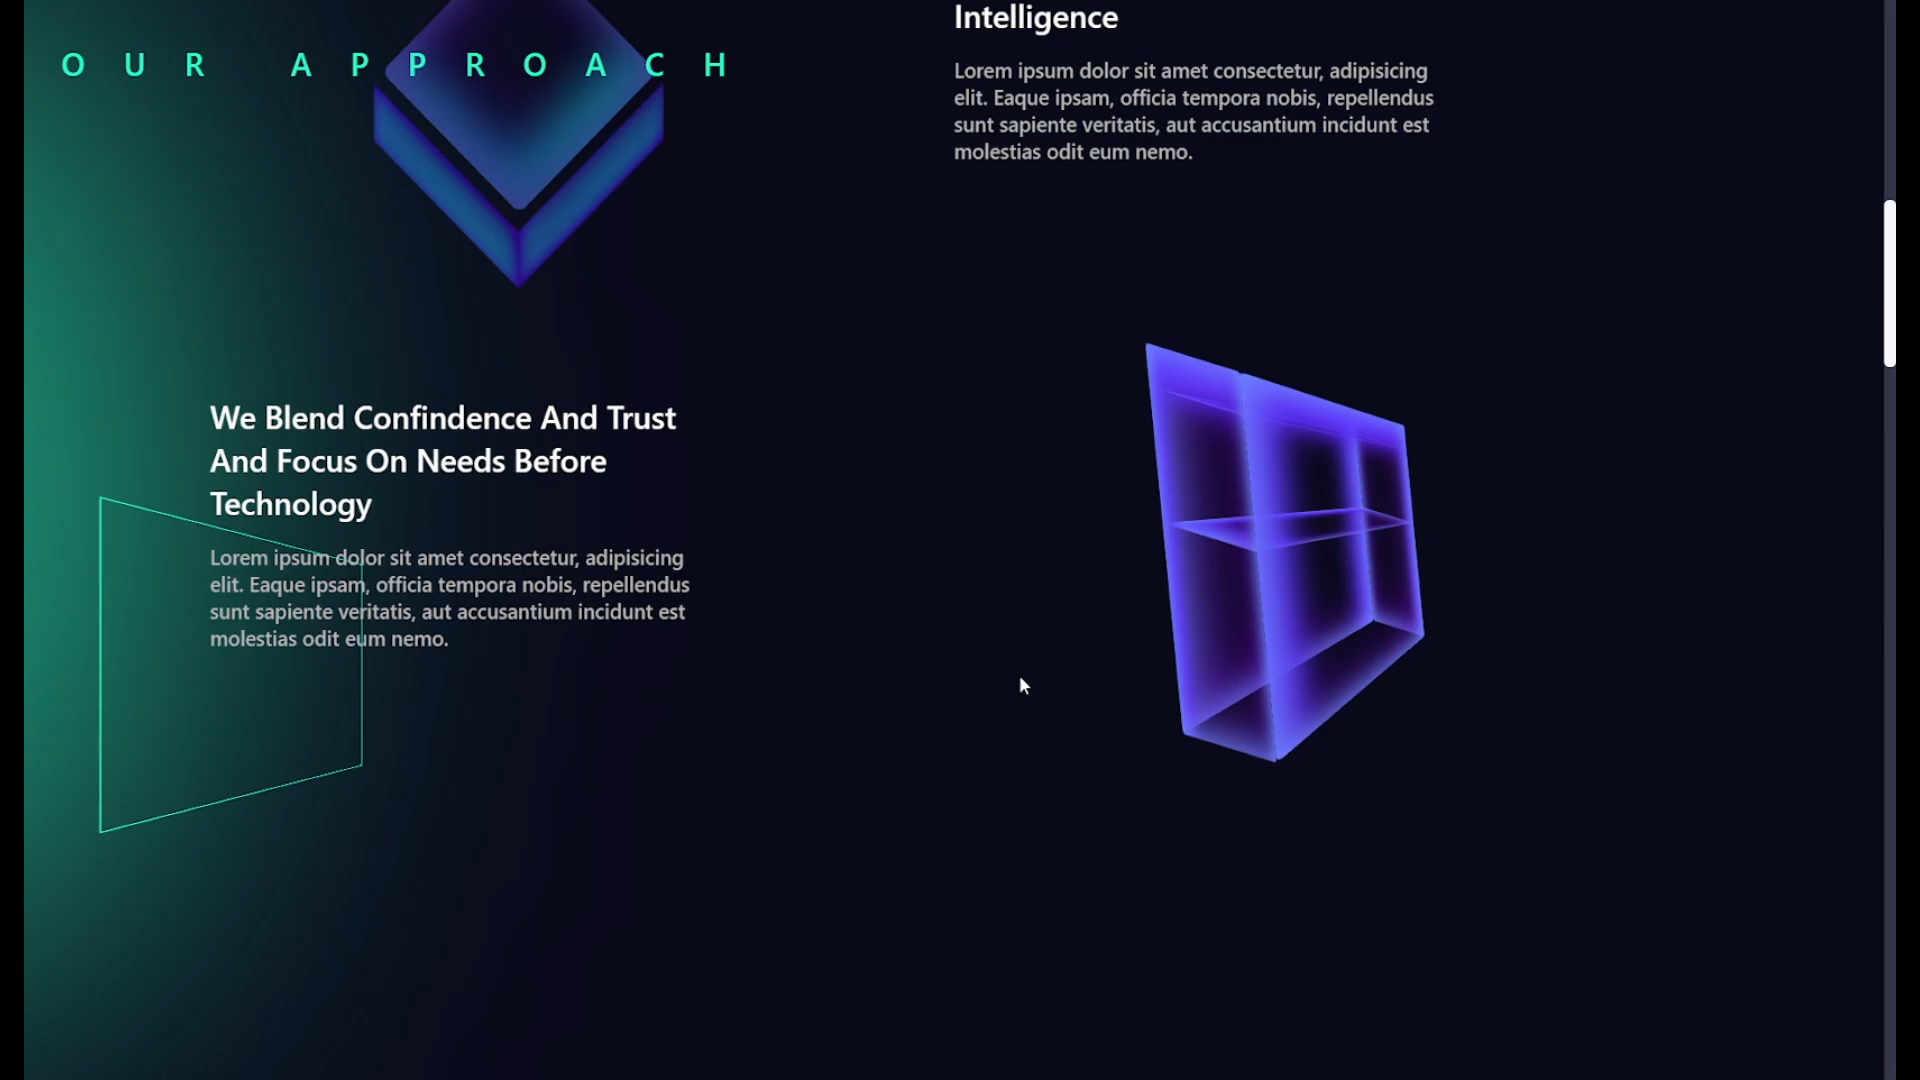 OUR APPROACH
Intelligence
Lorem ipsum dolor sit amet consectetur, adipisicing
elit. Eaque ipsam, officia tempora nobis, repellendus
sunt sapiente veritatis, aut accusantium incidunt est
molestias odit eum nemo.
We Blend Confindence And Trust
And Focus On Needs Before
Technology
Lorem ipsum dolor sit amet consectetur, adipisicing
elit. Eaque ipsam, officia tempora nobis, repellendus
sunt sapiente veritatis, aut accusantium incidunt est
molestias odit eum nemo.